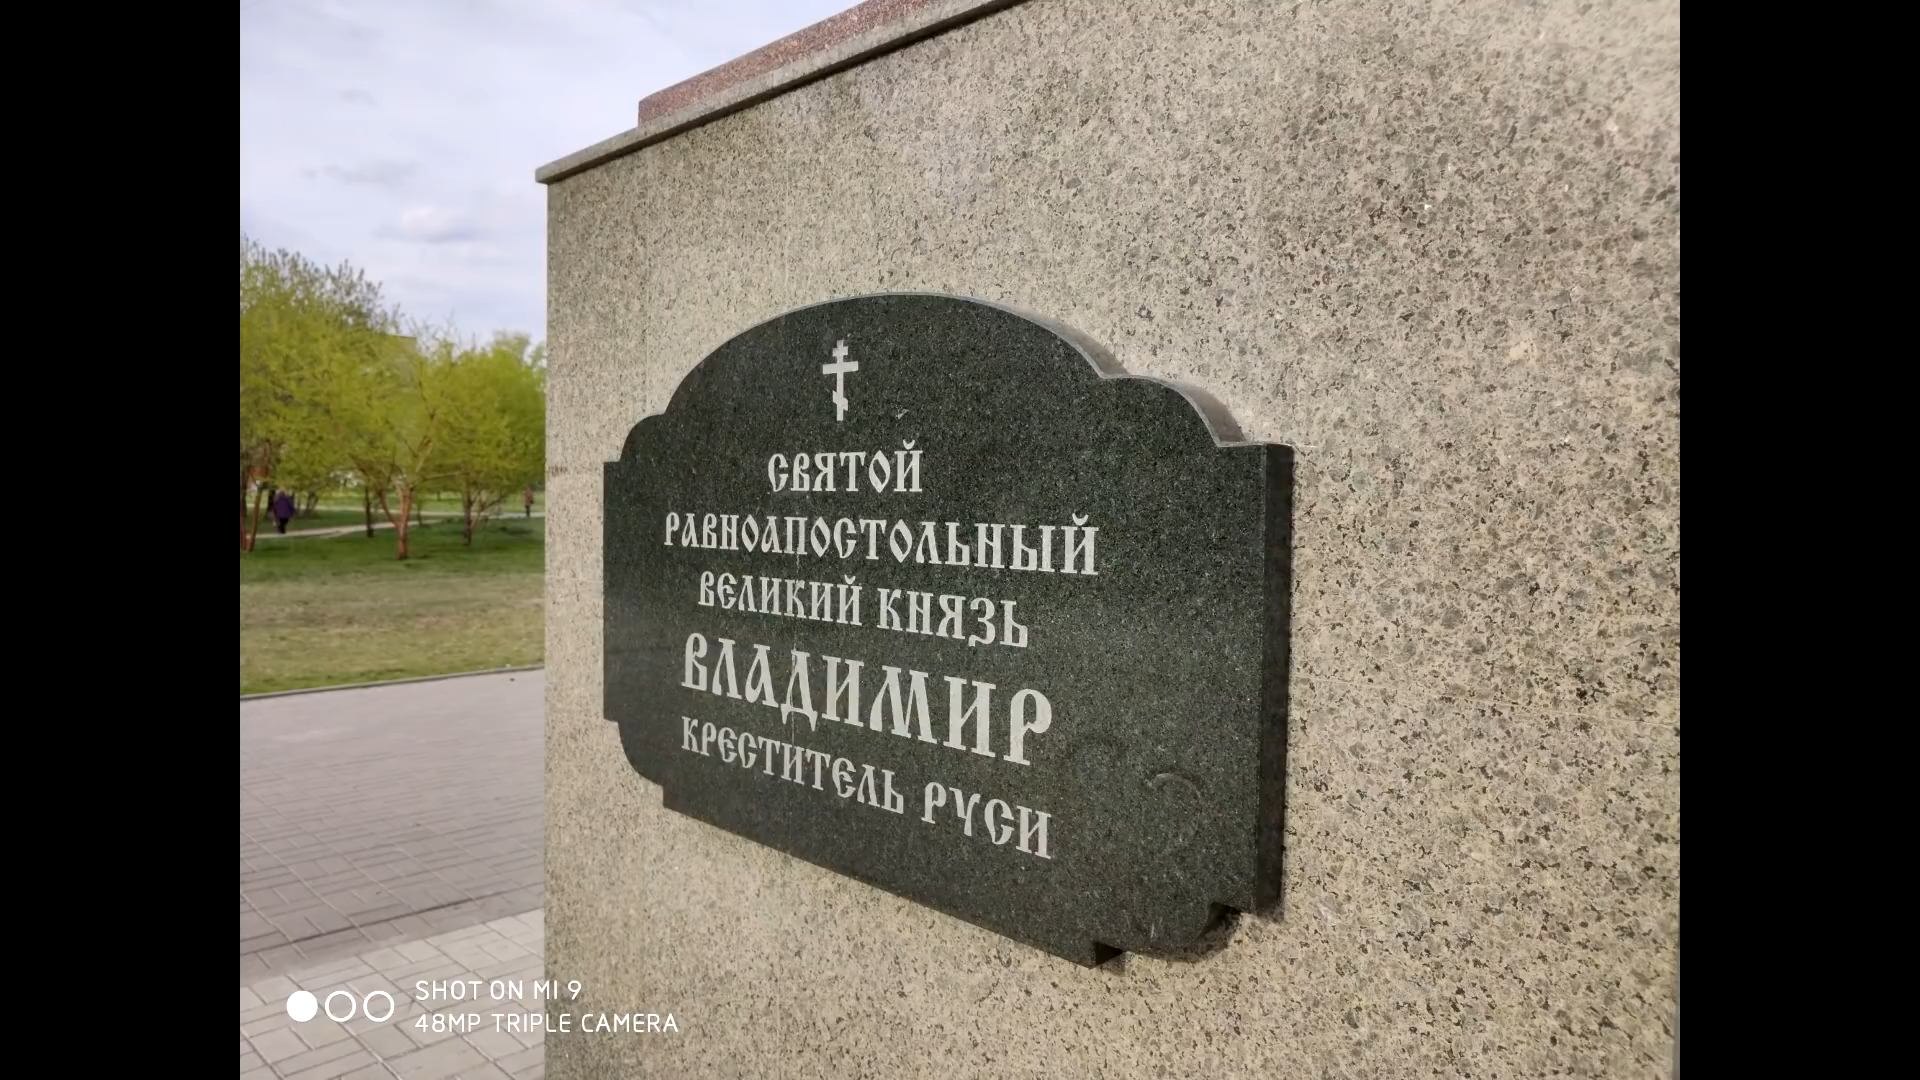 СВЯТОЙ
РАВНОАПОСТОЛЬНЫЙ
ВЕЛИКИЙ КНЯЗЬ
ВЛАДИМИР
КРЕСТИТЕЛЬ РУСИ
SHOT ON MI 9
48MP TRIPLE CAMERA